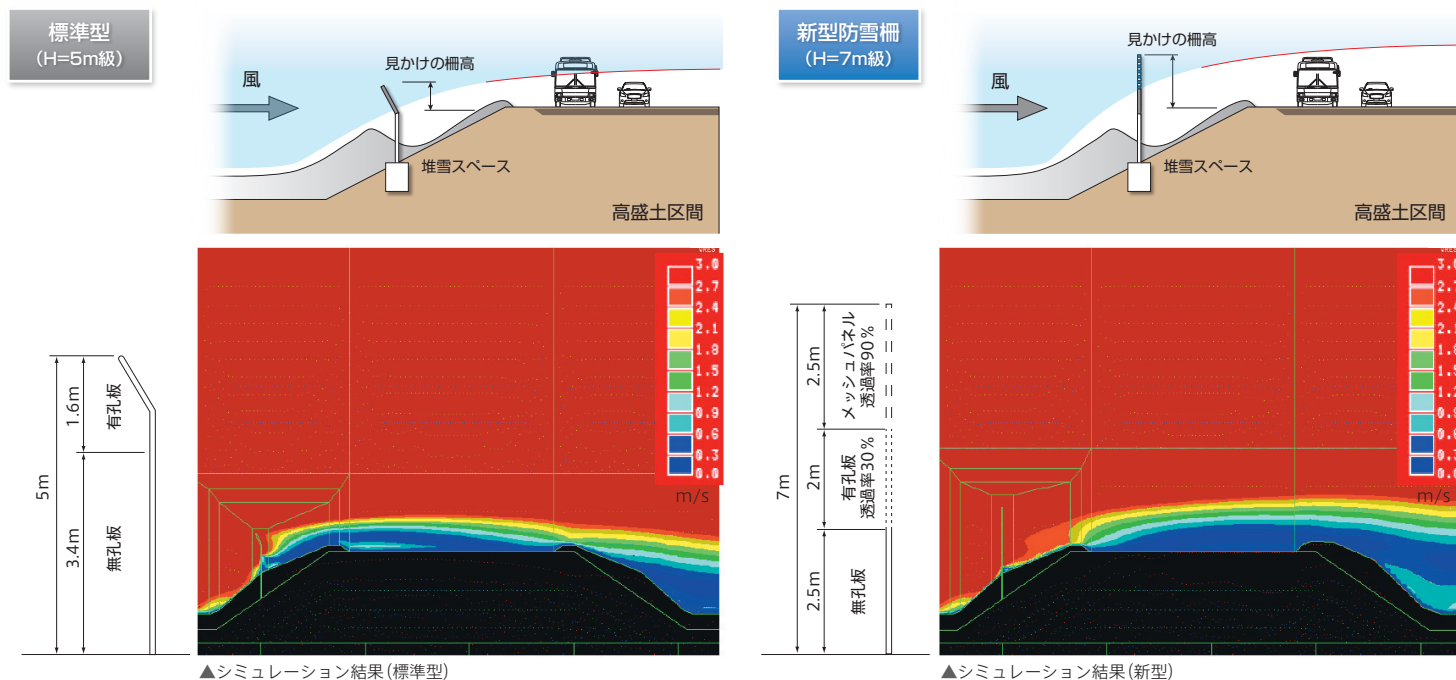 標準型
(H=5m級)
風
見かけの柵高
堆雪スペース
高盛土区間
新型防雪柵
(H=7m級)
風
見かけの柵高
堆雪スペース
高盛土区間
5m
1.6m
有孔板
3.4m
無孔板
3.0
2.7
2.4
2.1
1.8
1.5
1.2
0.9
0.6
0.3
0.0
m/s
▲シミュレーション結果(標準型)
7m
2.5m
メッシュパネル
透過率90%
2m
有孔板
透過率30%
2.5m
無孔板
m/s
▲シミュレーション結果(新型)